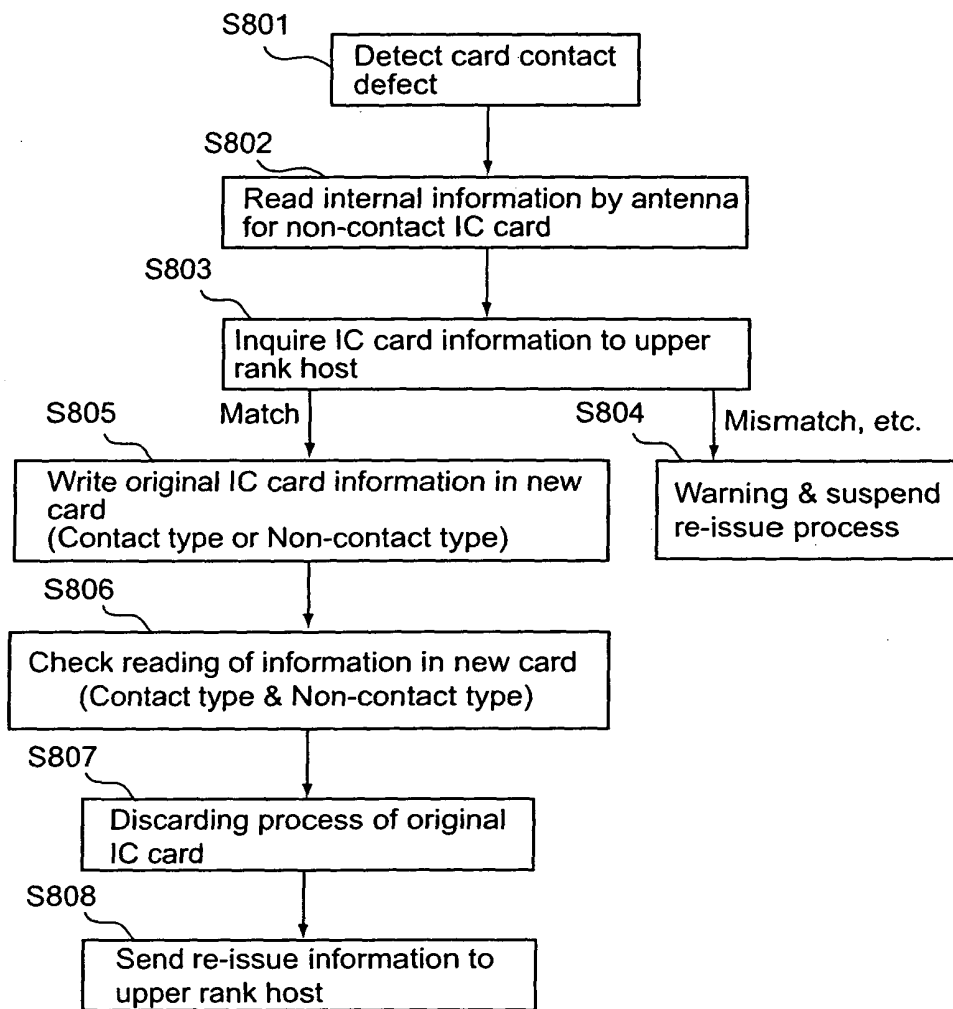 S801
Detect card contact
defect
S802
Read internal information by antenna
for non-contact IC card
S803
Inquire IC card information to upper
rank host
Match
Mismatch, etc.
S805
S804
Write original IC card information in new
card
(Contact type or Non-contact type)
Warning & suspend
re-issue process
S806
Check reading of information in new card
(Contact type & Non-contact type)
S807
Discarding process of original
IC card
S808
Send re-issue information to
upper rank host